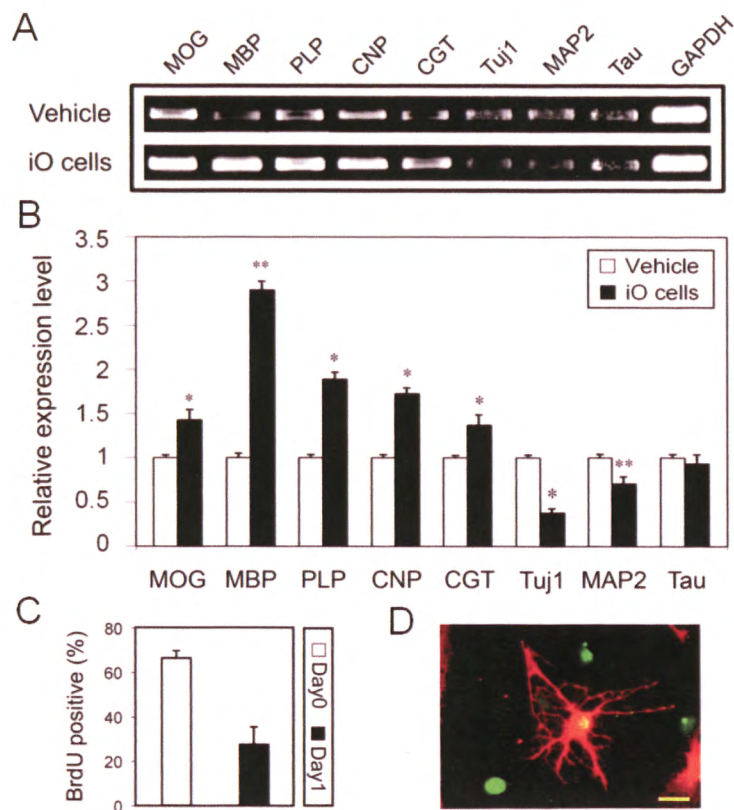 A
MOG MBP PLP CNP CGT Tuj1 MAP2 Tau GAPDH
Vehicle
iO cells
B
Relative expression level
3.5
3
2.5
2
1.5
1
0.5
0
Vehicle
iO cells
*
**
*
*
*
*
**
MOG MBP PLP CNP CGT Tuj1 MAP2 Tau
C
BrdU positive (%)
80
60
40
20
0
Day0
Day1
D